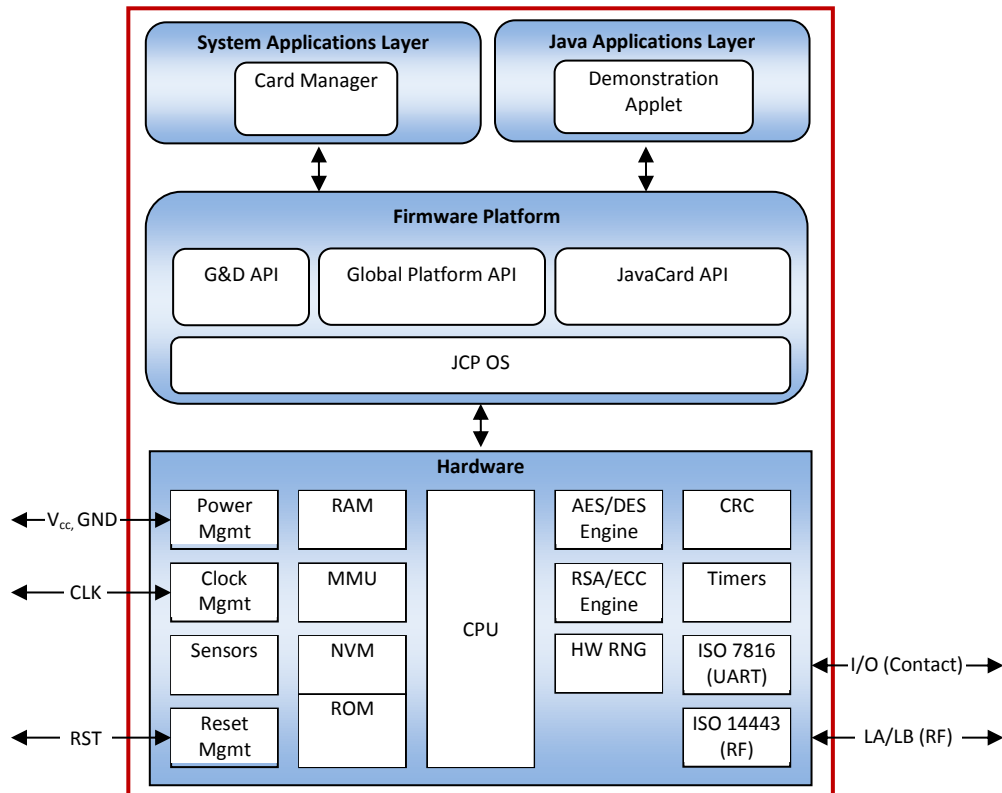 System Applications Layer
Card Manager
Java Applications Layer
Demonstration
Applet
Firmware Platform
G&D API
Global Platform API
JavaCard API
JCP OS
Hardware
Power
Mgmt
RAM
CPU
AES/DES
Engine
CRC
Vcc, GND
Clock
Mgmt
MMU
RSA/ECC
Engine
Timers
CLK
Sensors
NVM
HW RNG
ISO 7816
(UART)
I/O (Contact)
Reset
Mgmt
ROM
ISO 14443
(RF)
RST
LA/LB (RF)